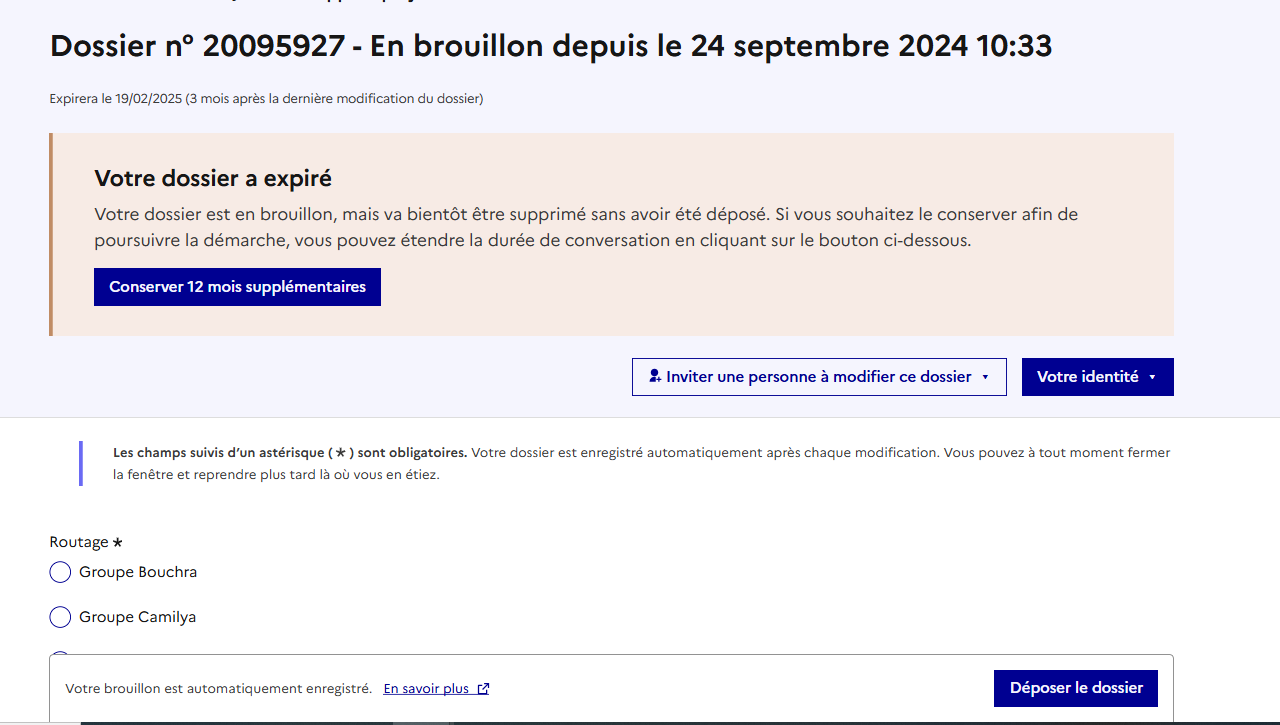 Dossier nº 20095927 - En brouillon depuis le 24 septembre 2024 10:33
Expirera le 19/02/2025 (3 mois après la dernière modification du dossier)
Votre dossier a expiré
Votre dossier est en brouillon, mais va bientôt être supprimé sans avoir été déposé. Si vous souhaitez le conserver afin de
poursuivre la démarche, vous pouvez étendre la durée de conversation en cliquant sur le bouton ci-dessous.
Conserver 12 mois supplémentaires
Inviter une personne à modifier ce dossier
Votre identité
Les champs suivis d’un astérisque ( * ) sont obligatoires. Votre dossier est enregistré automatiquement après chaque modification. Vous pouvez à tout moment fermer
la fenêtre et reprendre plus tard là où vous en étiez.
Routage *
Groupe Bouchra
Groupe Camilya
Votre brouillon est automatiquement enregistré. En savoir plus
Déposer le dossier